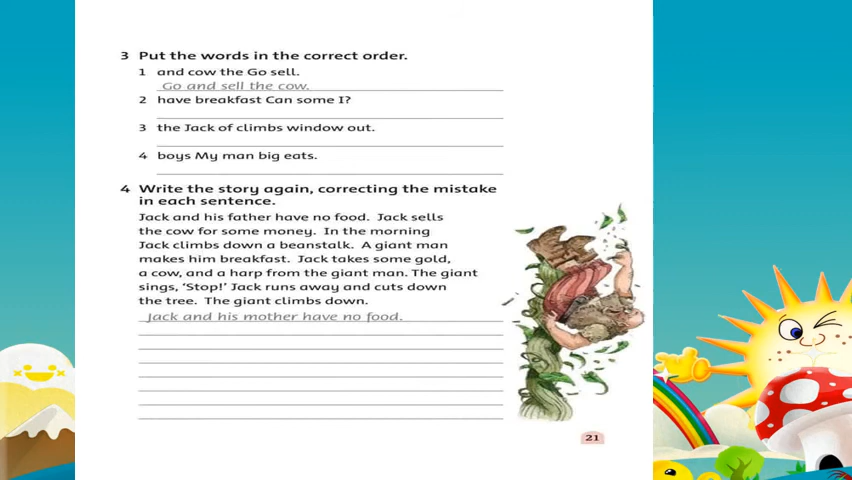 3 Put the words in the correct order.
1 and cow the Go sell.
Go and sell the cow.
2 have breakfast Can some I?
3 the Jack of climbs window out.
4 boys My man big eats.
4 Write the story again, correcting the mistake
in each sentence.
Jack and his father have no food. Jack sells
the cow for some money. In the morning
Jack climbs down a beanstalk. A giant man
makes him breakfast. Jack takes some gold,
a cow, and a harp from the giant man. The giant
sings, ‘Stop!’ Jack runs away and cuts down
the tree. The giant climbs down.
Jack and his mother have no food.
21